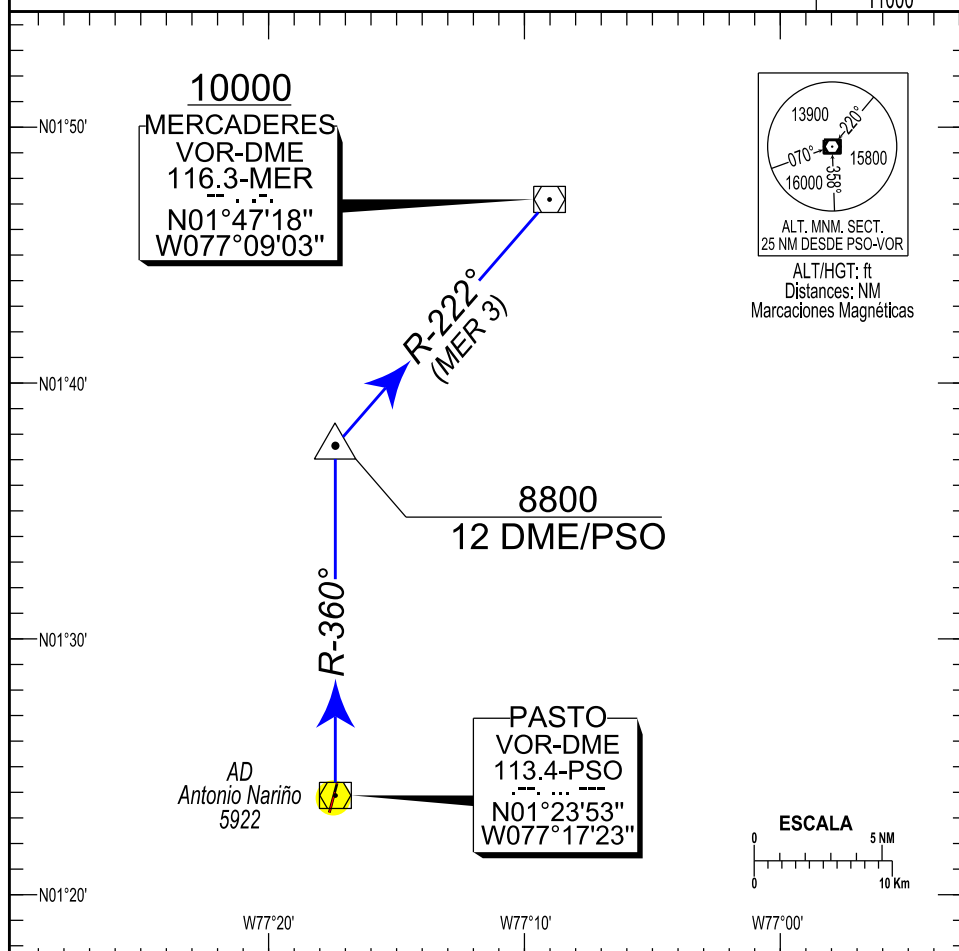 11000
N01°50'
10000
MERCADERES
VOR-DME
116.3-MER
-- . .-.
N01°47'18"
W077°09'03"
13900
220°
070°
15800
16000
358°
ALT. MNM. SECT.
25 NM DESDE PSO-VOR
ALT/HGT: ft
Distances: NM
Marcaciones Magnéticas
R-222°
(MER 3)
N01°40'
8800
12 DME/PSO
R-360°
N01°30'
PASTO
VOR-DME
113.4-PSO
.--. ... ---
N01°23'53"
W077°17'23"
AD
Antonio Nariño
5922
ESCALA
0 5 NM
0 10 Km
N01°20'
W77°20' W77°10' W77°00'